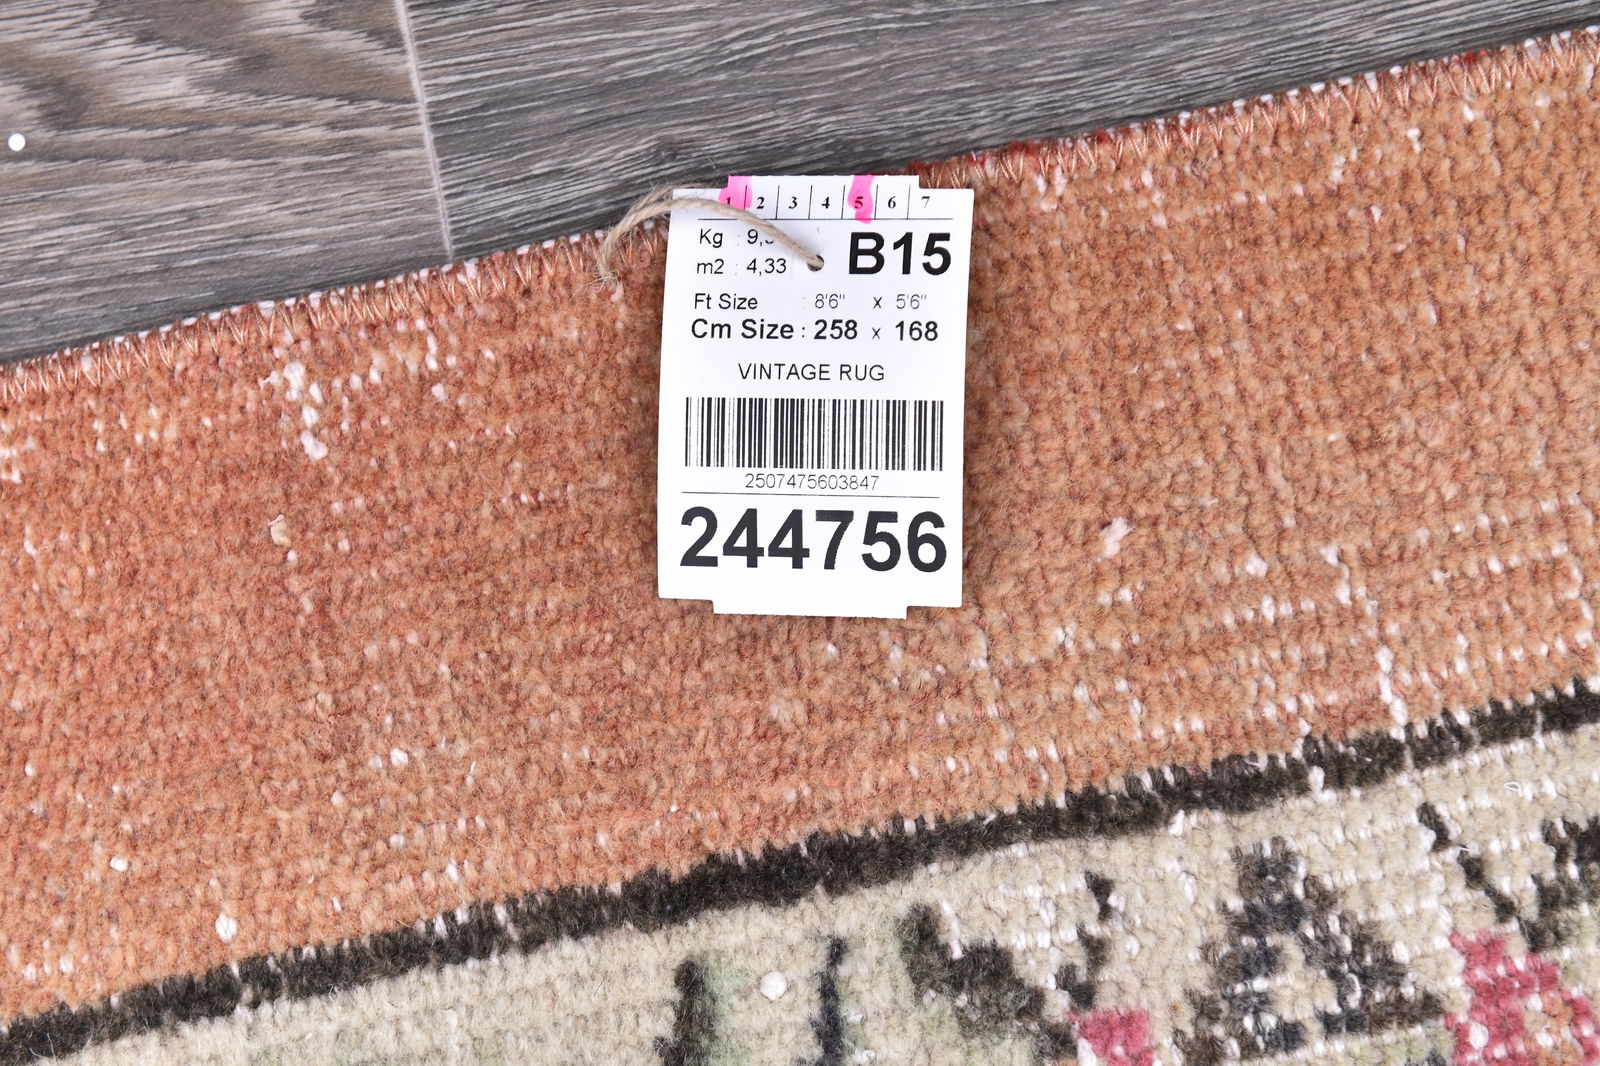 1 2 3 4 5 6 7
Kg : 9,
B15
m2 : 4,33
Ft Size : 8'6" x 5'6"
Cm Size : 258 x 168
VINTAGE RUG
2507475603847
244756